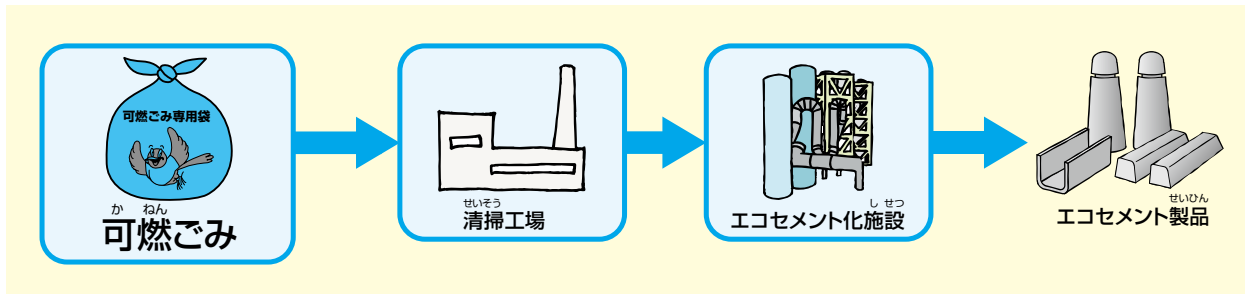 可燃ごみ専用袋
か ねん
可燃ごみ
せいそう
清掃工場
し せつ
エコセメント化施設
せいひん
エコセメント製品